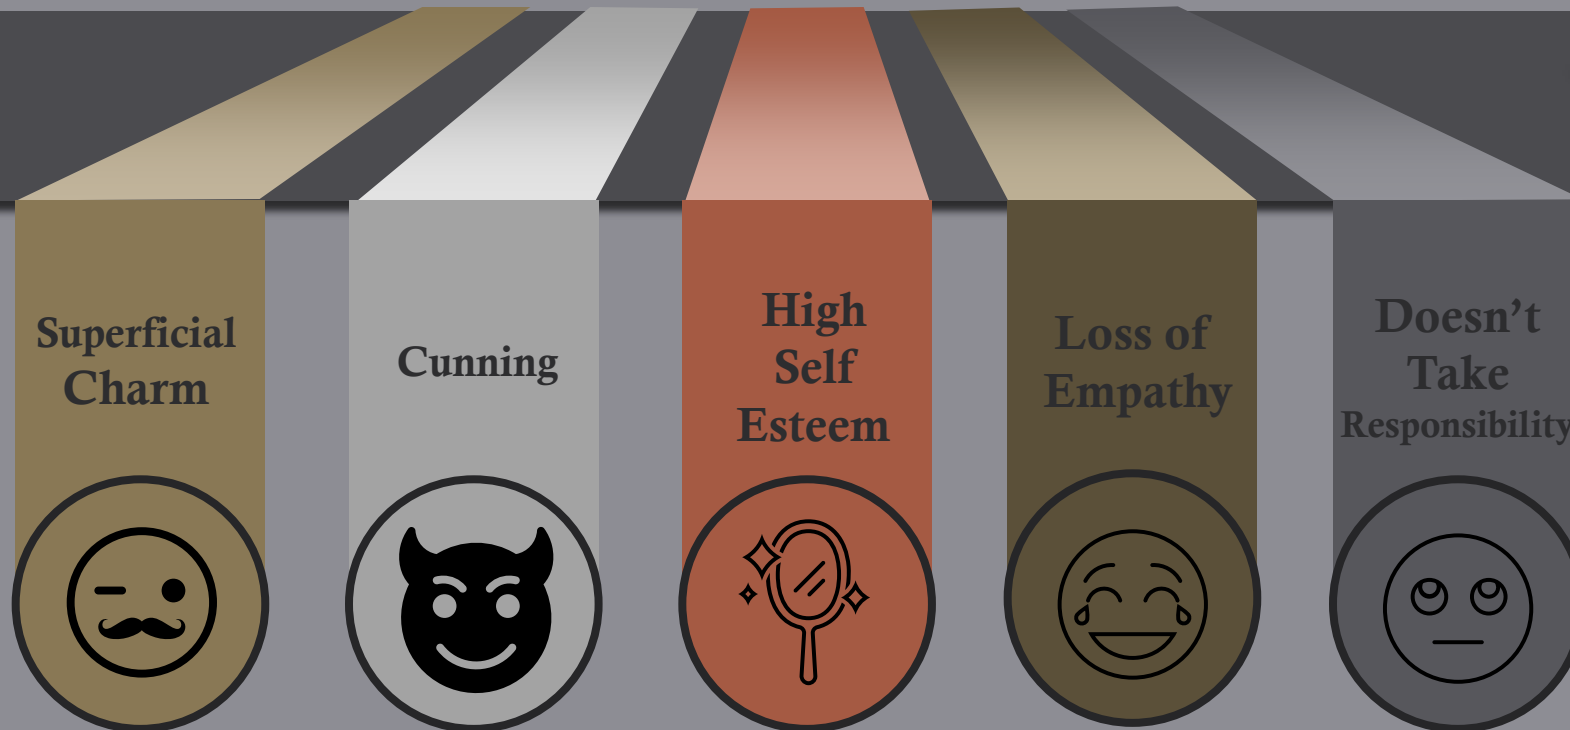 Superficial
Charm
Cunning
High
Self
Esteem
Loss of
Empathy
Doesn’t
Take
Responsibility